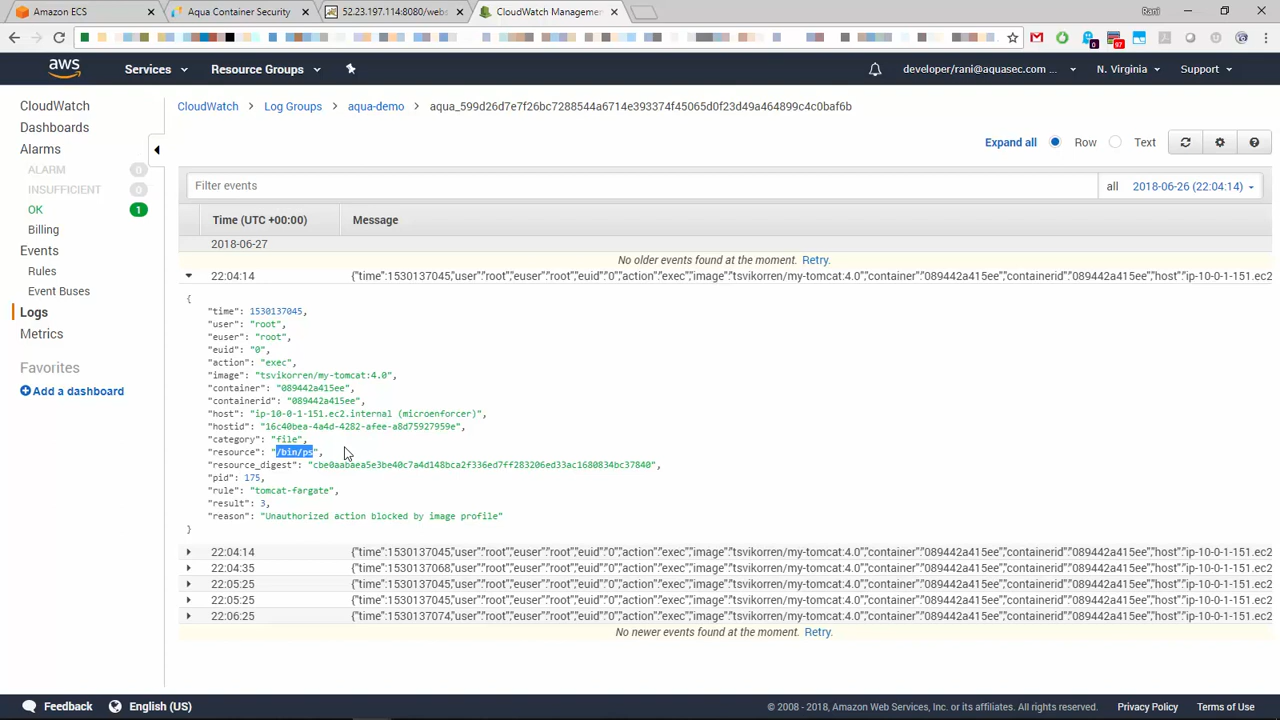 Amazon ECS
Aqua Container Security
52.23.197.114:8080/webs
CloudWatch Management
Rani
0
97
aws
Services
Resource Groups
developer/rani@aquasec.com ...
N. Virginia
Support
CloudWatch
Dashboards
Alarms
ALARM 0
INSUFFICIENT 0
OK 1
Billing
Events
Rules
Event Buses
Logs
Metrics
Favorites
Add a dashboard
CloudWatch > Log Groups > aqua-demo > aqua_599d26d7e7f26bc7288544a6714e393374f45065d0f23d49a464899c4c0baf6b
Expand all Row Text
Filter events
all 2018-06-26 (22:04:14)
Time (UTC +00:00) Message
2018-06-27
No older events found at the moment. Retry.
22:04:14 {"time":1530137045,"user":"root","euser":"root","euid":"0","action":"exec","image":"tsvikorren/my-tomcat:4.0","container":"089442a415ee","containerid":"089442a415ee","host":"ip-10-0-1-151.ec2
{
"time": 1530137045,
"user": "root",
"euser": "root",
"euid": "0",
"action": "exec",
"image": "tsvikorren/my-tomcat:4.0",
"container": "089442a415ee",
"containerid": "089442a415ee",
"host": "ip-10-0-1-151.ec2.internal (microenforcer)",
"hostid": "16c40bea-4a4d-4282-afee-a8d75927959e",
"category": "file",
"resource": "/bin/ps",
"resource_digest": "cbe0aabaea5e3be40c7a4d148bca2f336ed7ff283206ed33ac1680834bc37840",
"pid": 175,
"rule": "tomcat-fargate",
"result": 3,
"reason": "Unauthorized action blocked by image profile"
}
22:04:14 {"time":1530137045,"user":"root","euser":"root","euid":"0","action":"exec","image":"tsvikorren/my-tomcat:4.0","container":"089442a415ee","containerid":"089442a415ee","host":"ip-10-0-1-151.ec2
22:04:35 {"time":1530137068,"user":"root","euser":"root","euid":"0","action":"exec","image":"tsvikorren/my-tomcat:4.0","container":"089442a415ee","containerid":"089442a415ee","host":"ip-10-0-1-151.ec2
22:05:25 {"time":1530137045,"user":"root","euser":"root","euid":"0","action":"exec","image":"tsvikorren/my-tomcat:4.0","container":"089442a415ee","containerid":"089442a415ee","host":"ip-10-0-1-151.ec2
22:05:25 {"time":1530137045,"user":"root","euser":"root","euid":"0","action":"exec","image":"tsvikorren/my-tomcat:4.0","container":"089442a415ee","containerid":"089442a415ee","host":"ip-10-0-1-151.ec2
22:06:25 {"time":1530137074,"user":"root","euser":"root","euid":"0","action":"exec","image":"tsvikorren/my-tomcat:4.0","container":"089442a415ee","containerid":"089442a415ee","host":"ip-10-0-1-151.ec2
No newer events found at the moment. Retry.
Feedback
English (US)
© 2008 - 2018, Amazon Web Services, Inc. or its affiliates. All rights reserved.
Privacy Policy
Terms of Use